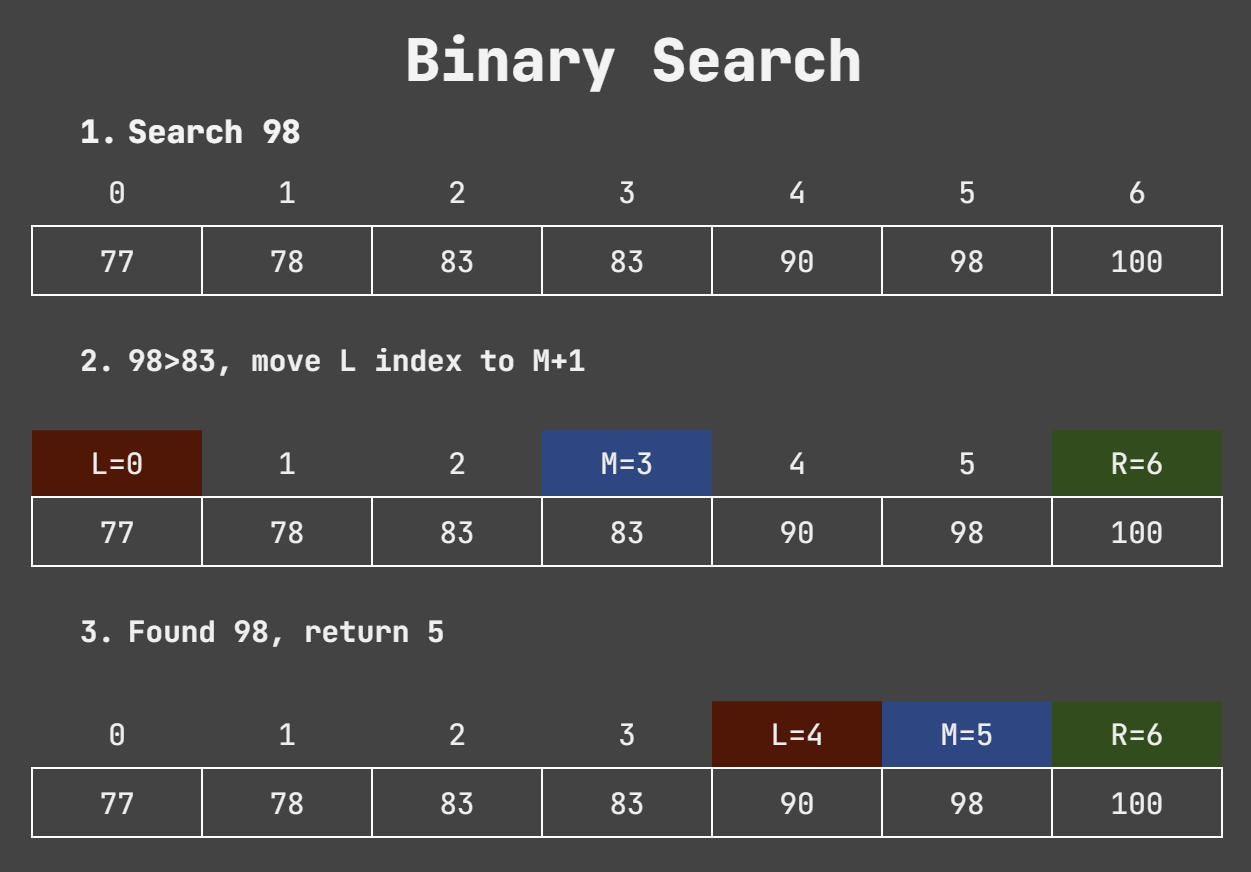 Binary Search
1. Search 98
0 1 2 3 4 5 6
77 78 83 83 90 98 100
2. 98>83, move L index to M+1
L=0 1 2 M=3 4 5 R=6
77 78 83 83 90 98 100
3. Found 98, return 5
0 1 2 3 L=4 M=5 R=6
77 78 83 83 90 98 100